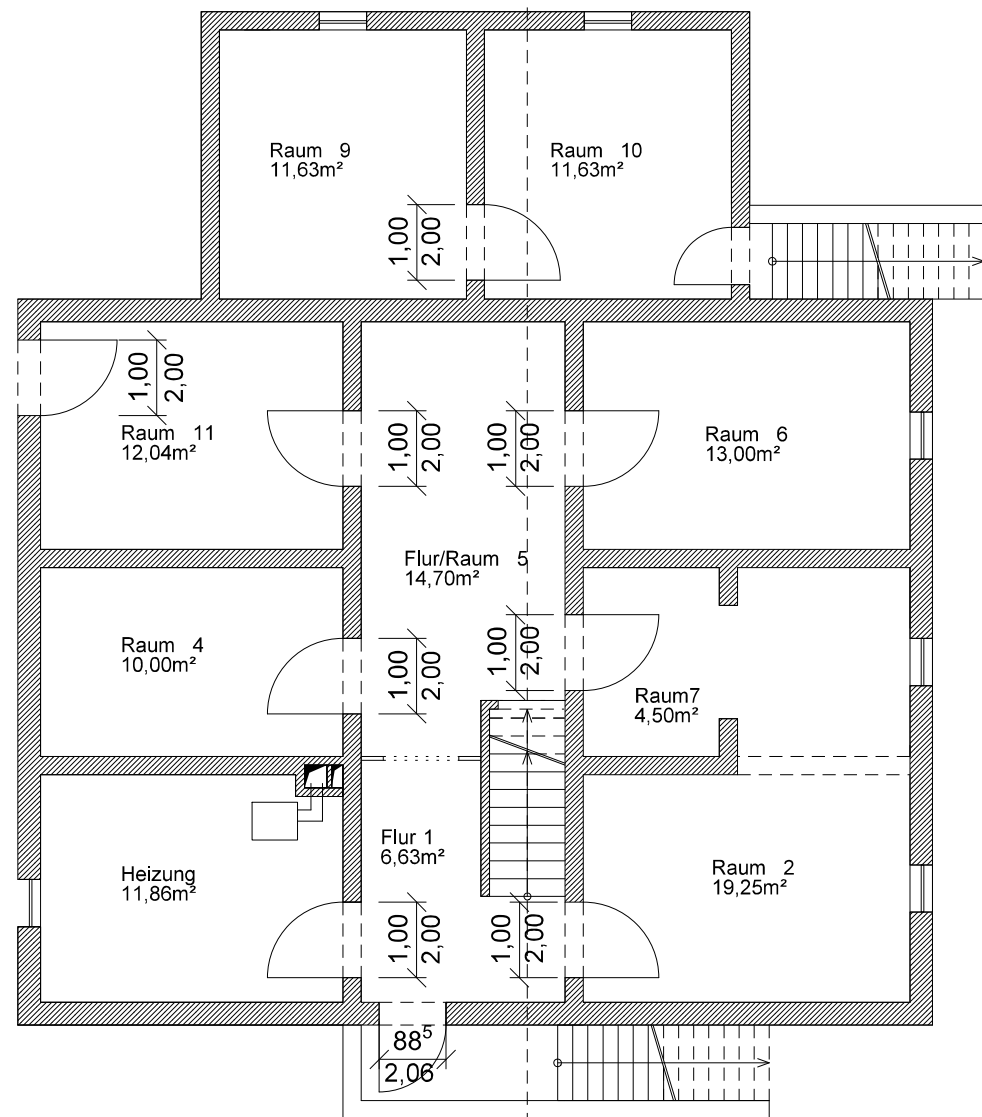 Raum 9
11,63m²
Raum 10
11,63m²
1,00
2,00
1,00
2,00
Raum 11
12,04m²
1,00
2,00
1,00
2,00
Raum 6
13,00m²
Flur/Raum 5
14,70m²
Raum 4
10,00m²
1,00
2,00
1,00
2,00
Raum7
4,50m²
Flur 1
6,63m²
Heizung
11,86m²
Raum 2
19,25m²
1,00
2,00
1,00
2,00
88⁵
2,06